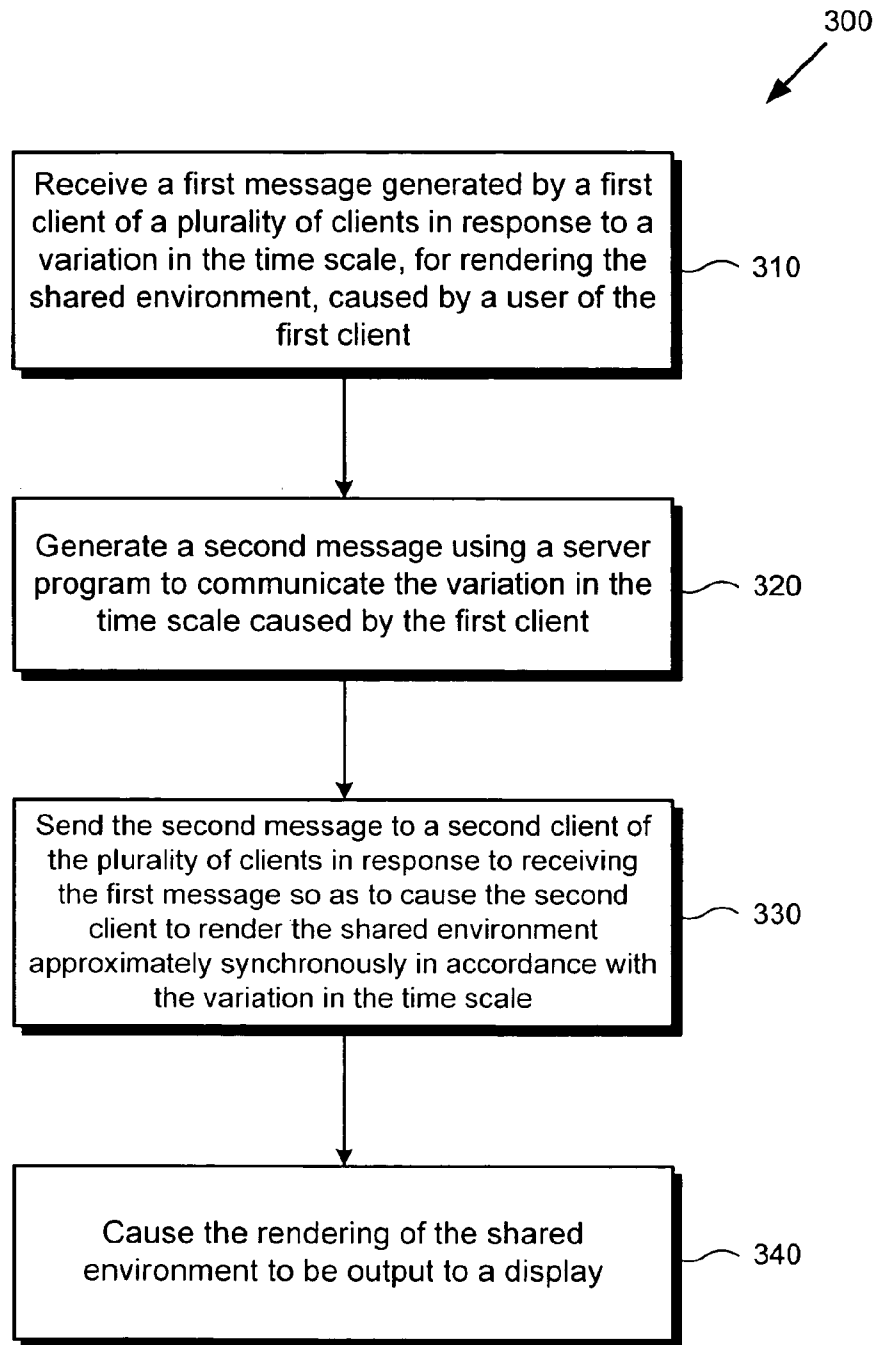 300
Receive a first message generated by a first
client of a plurality of clients in response to a
variation in the time scale, for rendering the
shared environment, caused by a user of the
first client
310
Generate a second message using a server
program to communicate the variation in the
time scale caused by the first client
320
Send the second message to a second client of
the plurality of clients in response to receiving
the first message so as to cause the second
client to render the shared environment
approximately synchronously in accordance with
the variation in the time scale
330
Cause the rendering of the shared
environment to be output to a display
340